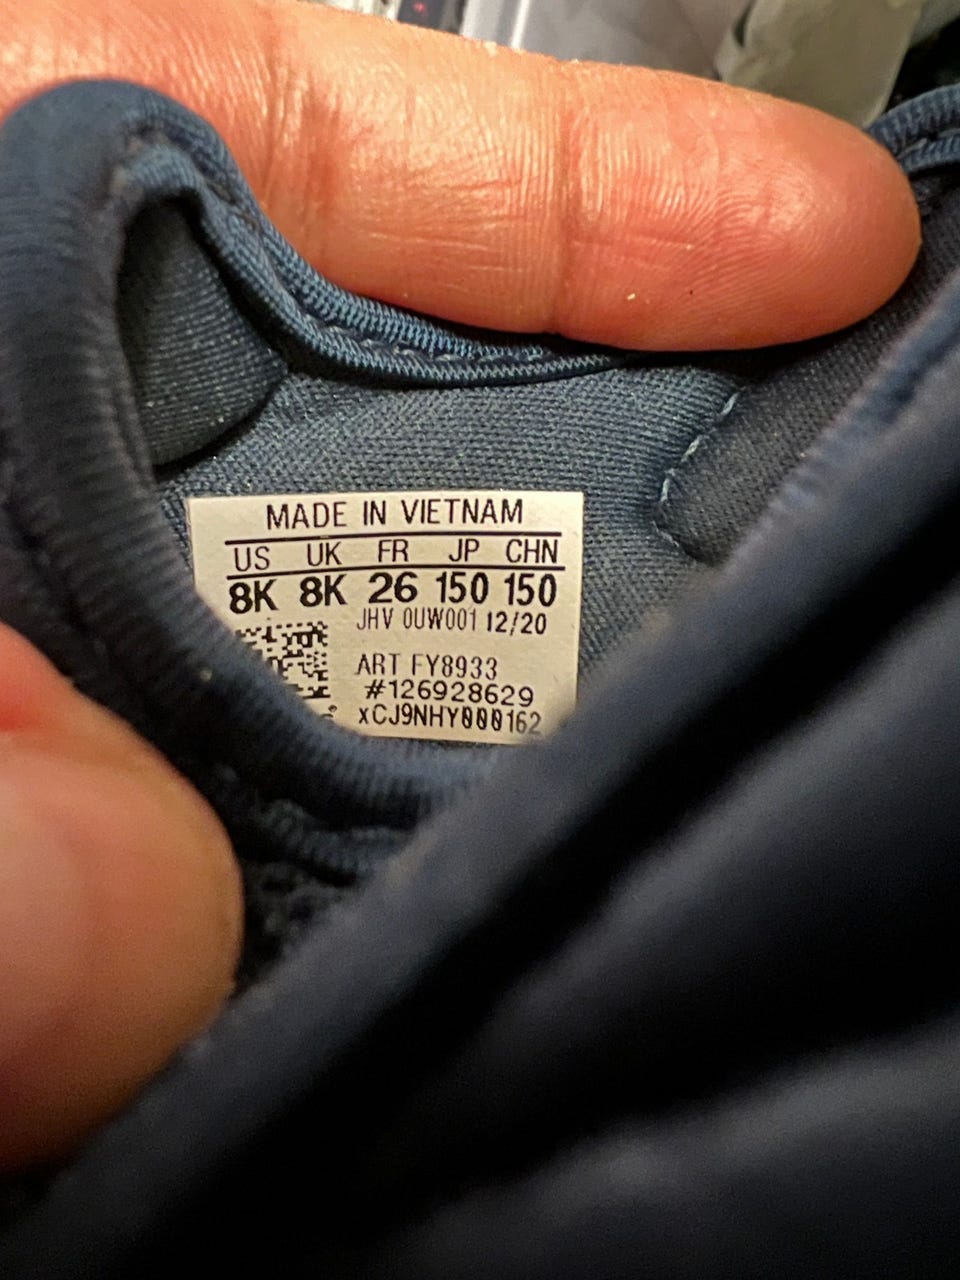 MADE IN VIETNAM
US UK FR JP CHN
8K 8K 26 150 150
JHV 0UW001 12/20
ART FY8933
#126928629
xCJ9NHY000162